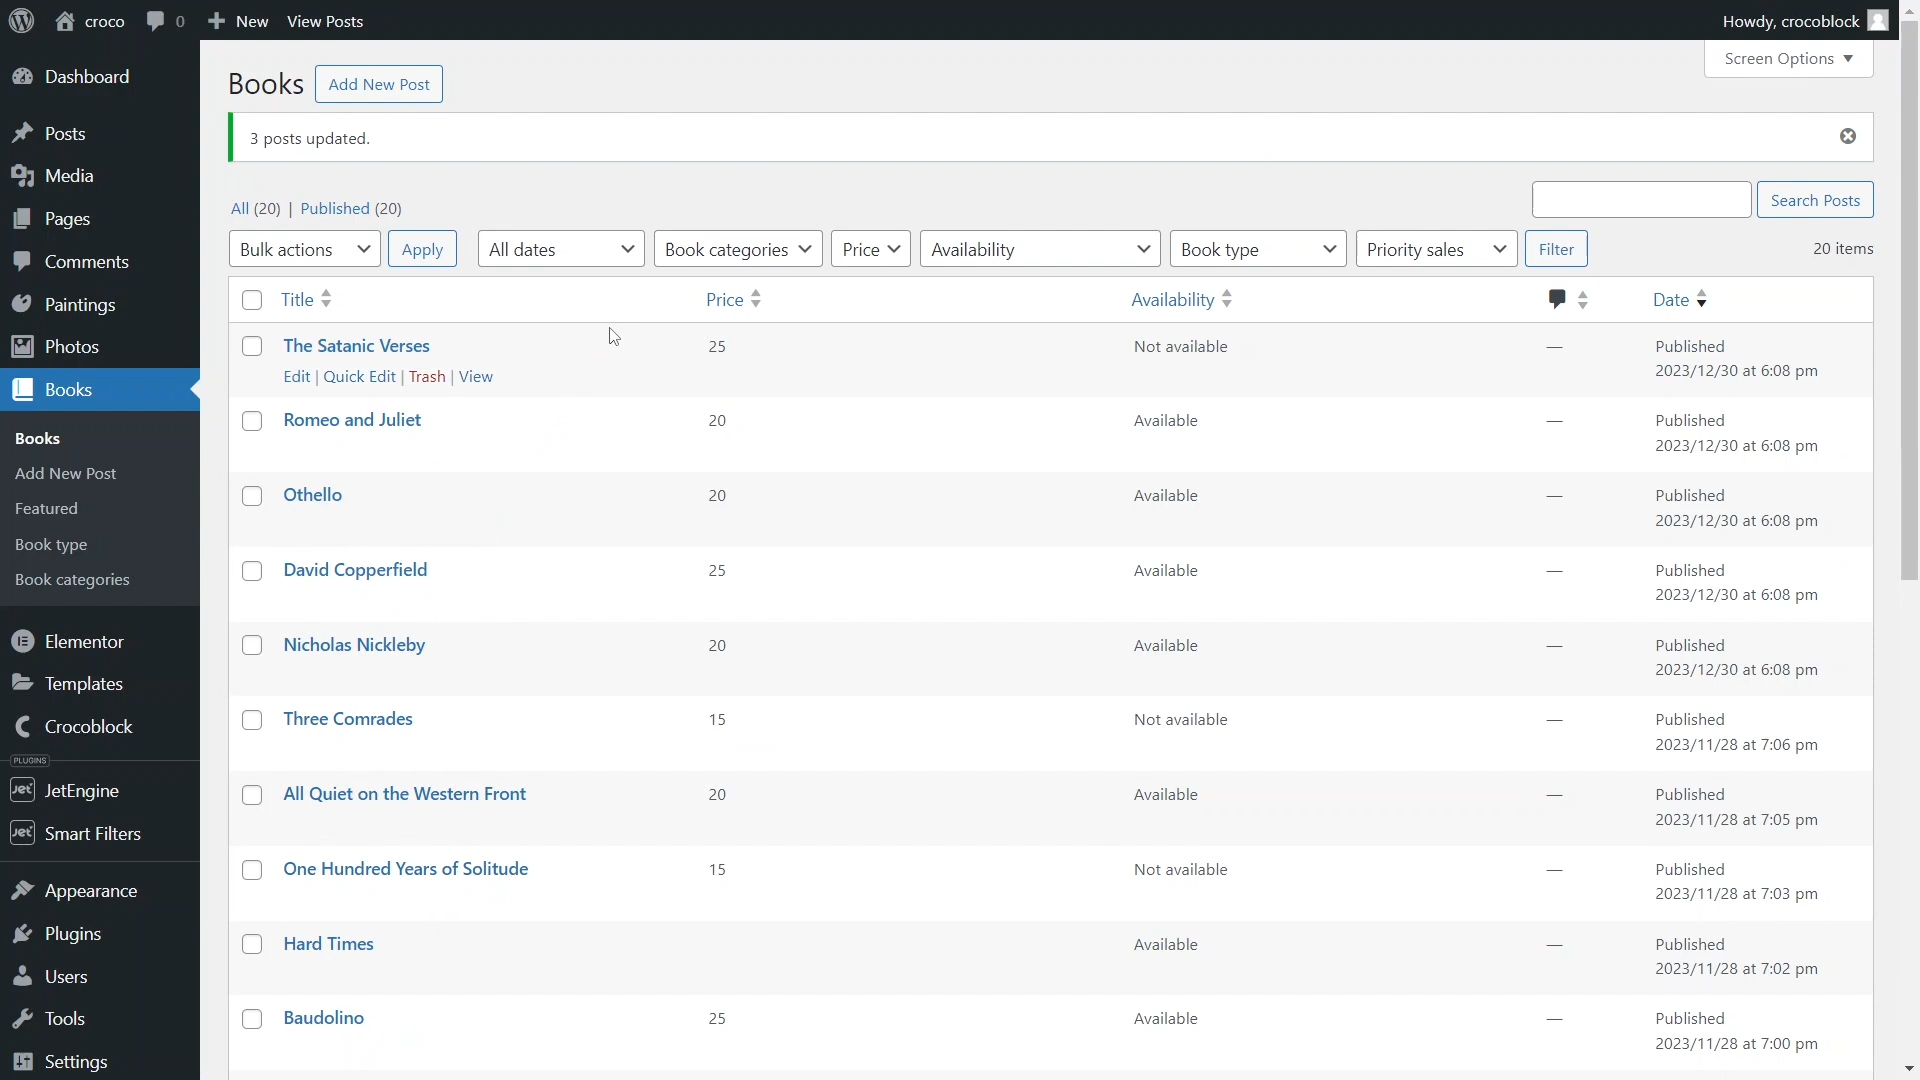 croco 0 New View Posts Howdy, crocoblock
Screen Options
Dashboard
Posts
Media
Pages
Comments
Paintings
Photos
Books
Books
Add New Post
Featured
Book type
Book categories
Elementor
Templates
Crocoblock
PLUGINS
Jet JetEngine
Jet Smart Filters
Appearance
Plugins
Users
Tools
Settings
Books Add New Post
3 posts updated.
All (20) | Published (20)
Search Posts
Bulk actions Apply All dates Book categories Price Availability Book type Priority sales Filter 20 items
Title Price Availability Date
The Satanic Verses 25 Not available — Published
2023/12/30 at 6:08 pm
Edit | Quick Edit | Trash | View
Romeo and Juliet 20 Available — Published
2023/12/30 at 6:08 pm
Othello 20 Available — Published
2023/12/30 at 6:08 pm
David Copperfield 25 Available — Published
2023/12/30 at 6:08 pm
Nicholas Nickleby 20 Available — Published
2023/12/30 at 6:08 pm
Three Comrades 15 Not available — Published
2023/11/28 at 7:06 pm
All Quiet on the Western Front 20 Available — Published
2023/11/28 at 7:05 pm
One Hundred Years of Solitude 15 Not available — Published
2023/11/28 at 7:03 pm
Hard Times Available — Published
2023/11/28 at 7:02 pm
Baudolino 25 Available — Published
2023/11/28 at 7:00 pm